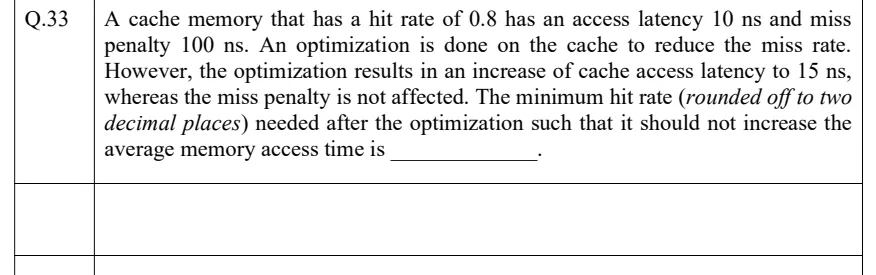 Q.33 A cache memory that has a hit rate of 0.8 has an access latency 10 ns and miss
penalty 100 ns. An optimization is done on the cache to reduce the miss rate.
However, the optimization results in an increase of cache access latency to 15 ns,
whereas the miss penalty is not affected. The minimum hit rate (rounded off to two
decimal places) needed after the optimization such that it should not increase the
average memory access time is ______________.